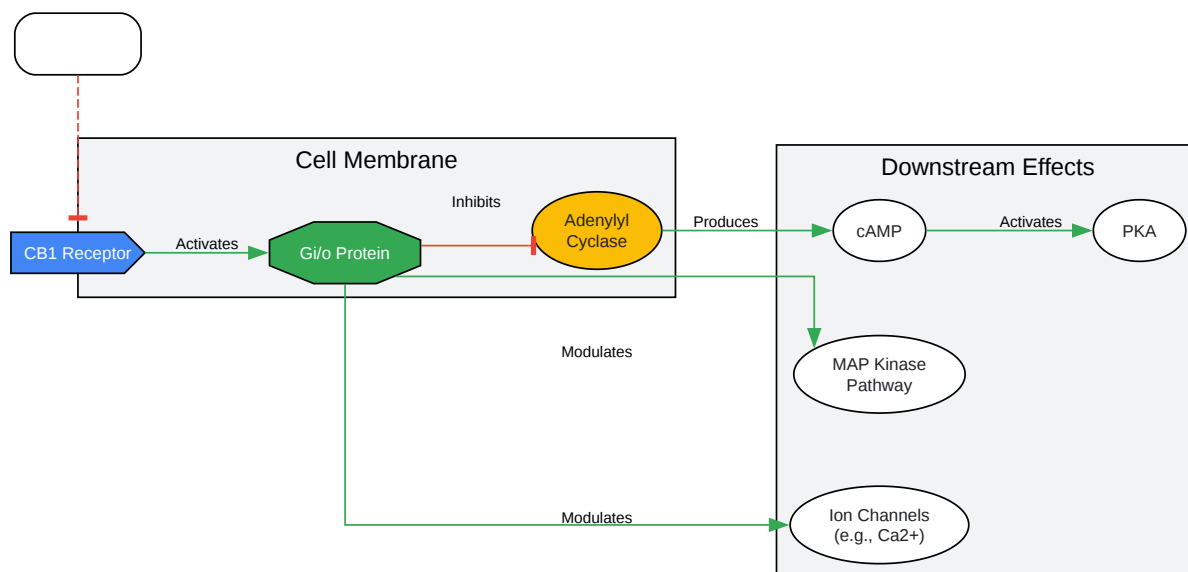 Cell Membrane
Downstream Effects
Inhibits
Adenylyl
Cyclase
Produces
cAMP
Activates
PKA
CB1 Receptor
Activates
Gi/o Protein
Modulates
MAP Kinase
Pathway
Modulates
Ion Channels
(e.g., Ca2+)